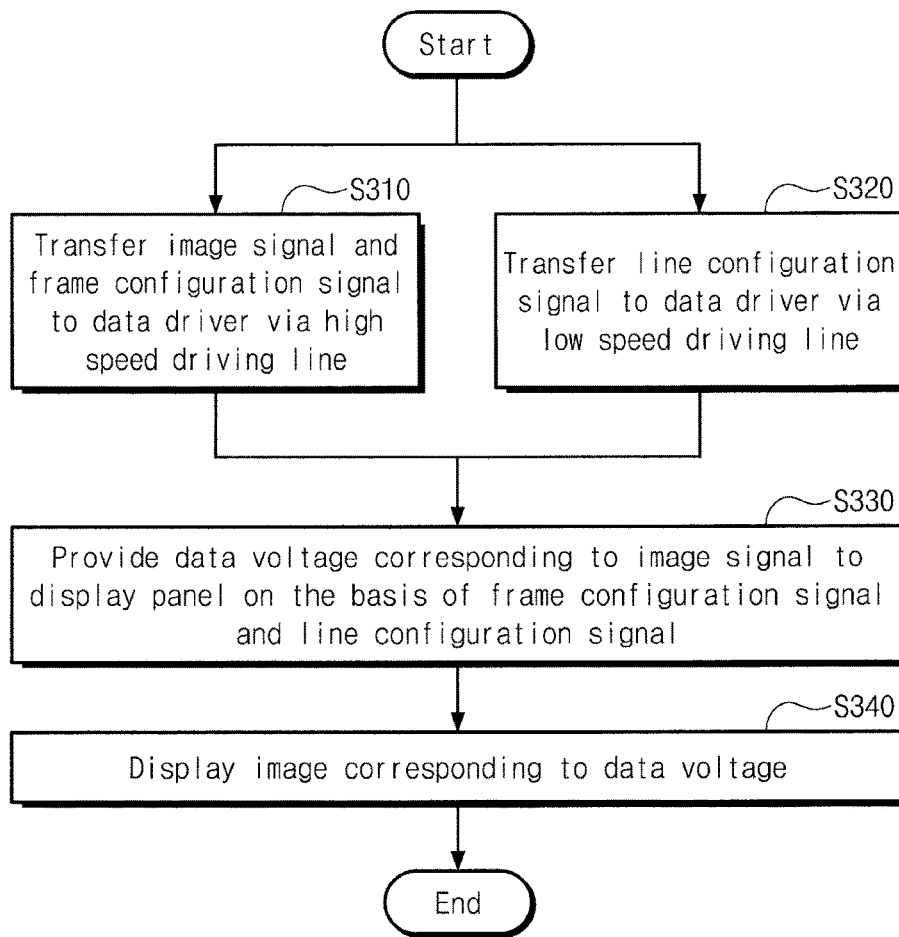 Start
S310
Transfer image signal and
frame configuration signal
to data driver via high
speed driving line
S320
Transfer line configuration
signal to data driver via
low speed driving line
S330
Provide data voltage corresponding to image signal to
display panel on the basis of frame configuration signal
and line configuration signal
S340
Display image corresponding to data voltage
End